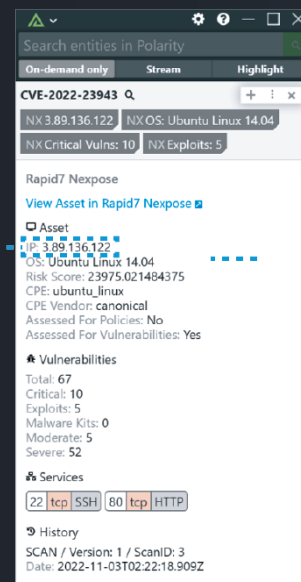 Search entities in Polarity
On-demand only Stream Highlight
CVE-2022-23943
NX 3.89.136.122 NX OS: Ubuntu Linux 14.04
NX Critical Vulns: 10 NX Exploits: 5
Rapid7 Nexpose
View Asset in Rapid7 Nexpose
Asset
IP: 3.89.136.122
OS: Ubuntu Linux 14.04
Risk Score: 23975.021484375
CPE: ubuntu_linux
CPE Vendor: canonical
Assessed For Policies: No
Assessed For Vulnerabilities: Yes
Vulnerabilities
Total: 67
Critical: 10
Exploits: 5
Malware Kits: 0
Moderate: 5
Severe: 52
Services
22 tcp SSH 80 tcp HTTP
History
SCAN / Version: 1 / ScanID: 3
Date: 2022-11-03T02:22:18.909Z